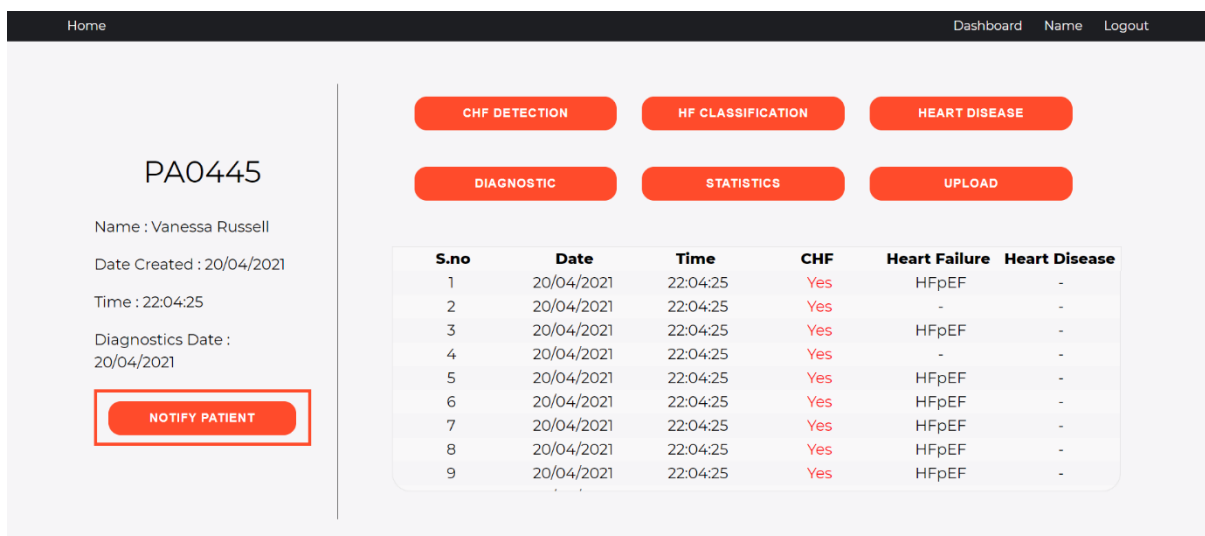 Home Dashboard Name Logout
PA0445
Name : Vanessa Russell
Date Created : 20/04/2021
Time : 22:04:25
Diagnostics Date :
20/04/2021
NOTIFY PATIENT
CHF DETECTION HF CLASSIFICATION HEART DISEASE
DIAGNOSTIC STATISTICS UPLOAD
S.no Date Time CHF Heart Failure Heart Disease
1 20/04/2021 22:04:25 Yes HFpEF -
2 20/04/2021 22:04:25 Yes - -
3 20/04/2021 22:04:25 Yes HFpEF -
4 20/04/2021 22:04:25 Yes - -
5 20/04/2021 22:04:25 Yes HFpEF -
6 20/04/2021 22:04:25 Yes HFpEF -
7 20/04/2021 22:04:25 Yes HFpEF -
8 20/04/2021 22:04:25 Yes HFpEF -
9 20/04/2021 22:04:25 Yes HFpEF -